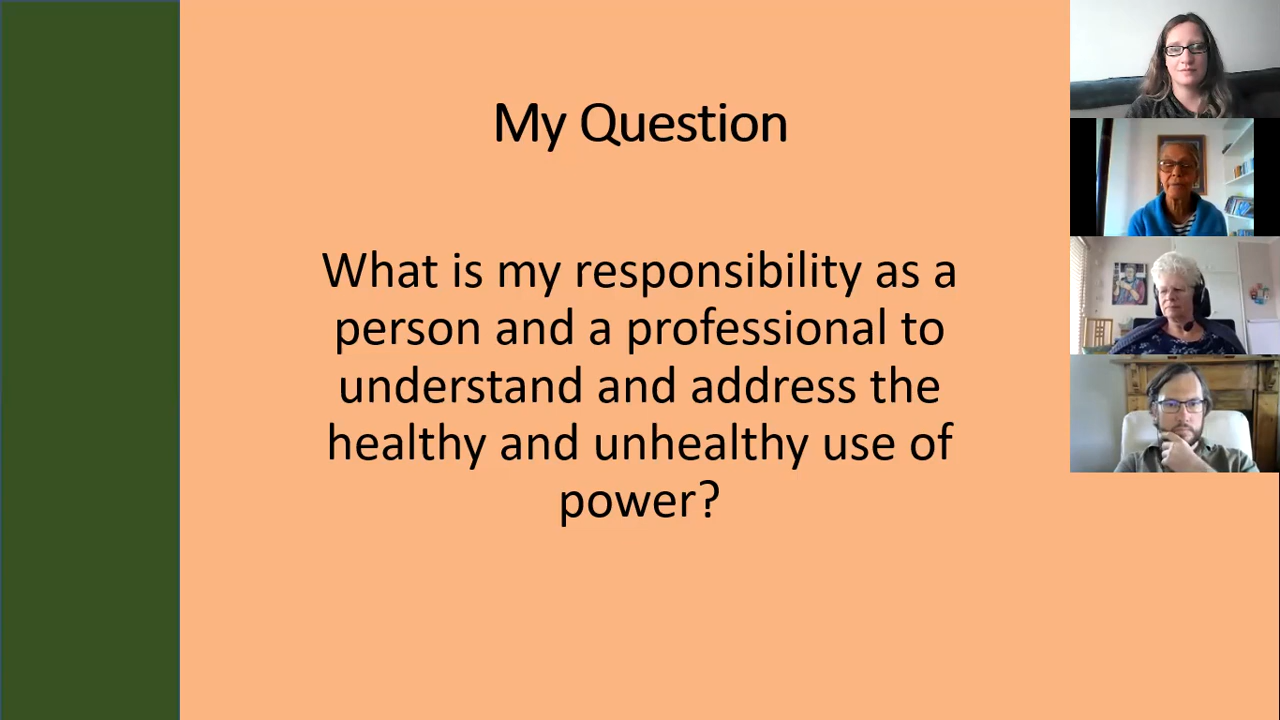 My Question
What is my responsibility as a
person and a professional to
understand and address the
healthy and unhealthy use of
power?